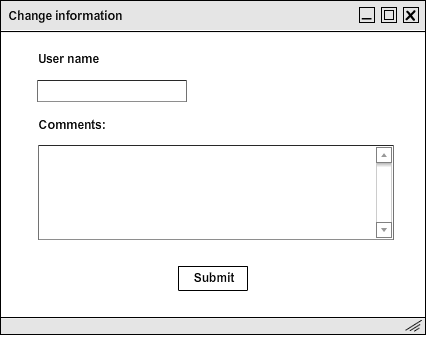 Change information
User name
Comments:
Submit